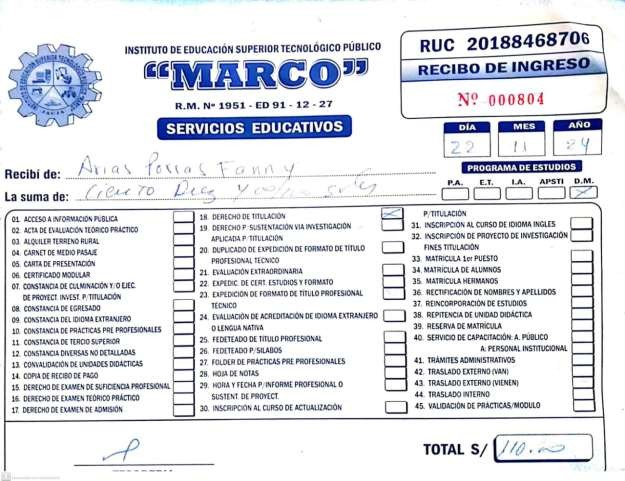 INSTITUTO DE EDUCACIÓN SUPERIOR TECNOLÓGICO PÚBLICO
"MARCO"
R.M. Nº 1951 - ED 91 - 12 - 27
SERVICIOS EDUCATIVOS
RUC 20188468706
RECIBO DE INGRESO
Nº 000804
DÍA MES AÑO
22 11 24
Recibí de: Arias Porras Fanny
La suma de: Ciento Diez y 00/100 soles
PROGRAMA DE ESTUDIOS
P.A. E.T. I.A. APSTI D.M.
01. ACCESO A INFORMACIÓN PÚBLICA
02. ACTA DE EVALUACIÓN TEÓRICO PRÁCTICO
03. ALQUILER TERRENO RURAL
04. CARNET DE MEDIO PASAJE
05. CARTA DE PRESENTACIÓN
06. CERTIFICADO MODULAR
07. CONSTANCIA DE CULMINACIÓN Y/O EJEC.
DE PROYECT. INVEST. P/TITULACIÓN
08. CONSTANCIA DE EGRESADO
09. CONSTANCIA DEL IDIOMA EXTRANJERO
10. CONSTANCIA DE PRÁCTICAS PRE PROFESIONALES
11. CONSTANCIA DE TERCIO SUPERIOR
12. CONSTANCIA DIVERSAS NO DETALLADAS
13. CONVALIDACIÓN DE UNIDADES DIDÁCTICAS
14. COPIA DE RECIBO DE PAGO
15. DERECHO DE EXAMEN DE SUFICIENCIA PROFESIONAL
16. DERECHO DE EXAMEN TEÓRICO PRÁCTICO
17. DERECHO DE EXAMEN DE ADMISIÓN
18. DERECHO DE TITULACIÓN
19. DERECHO P/SUSTENTACIÓN VIA INVESTIGACIÓN
APLICADA P/TITULACIÓN
20. DUPLICADO DE EXPEDICIÓN DE FORMATO DE TÍTULO
PROFESIONAL TÉCNICO
21. EVALUACIÓN EXTRAORDINARIA
22. EXPEDIC. DE CERT. ESTUDIOS Y FORMATO
23. EXPEDICIÓN DE FORMATO DE TÍTULO PROFESIONAL
TÉCNICO
24. EVALUACIÓN DE ACREDITACIÓN DE IDIOMA EXTRANJERO
O LENGUA NATIVA
25. FEDETEADO DE TÍTULO PROFESIONAL
26. FEDETEADO P/SILABOS
27. FOLDER DE PRÁCTICAS PRE PROFESIONALES
28. HOJA DE NOTAS
29. HORA Y FECHA P/INFORME PROFESIONAL O
SUSTENT. DE PROYECT.
30. INSCRIPCIÓN AL CURSO DE ACTUALIZACIÓN
P/TITULACIÓN
31. INSCRIPCIÓN AL CURSO DE IDIOMA INGLES
32. INSCRIPCIÓN DE PROYECTO DE INVESTIGACIÓN
FINES TITULACIÓN
33. MATRÍCULA 1er PUESTO
34. MATRÍCULA DE ALUMNOS
35. MATRÍCULA HERMANOS
36. RECTIFICACIÓN DE NOMBRES Y APELLIDOS
37. REINCORPORACIÓN DE ESTUDIOS
38. REPITENCIA DE UNIDAD DIDÁCTICA
39. RESERVA DE MATRÍCULA
40. SERVICIO DE CAPACITACIÓN: A. PÚBLICO
A: PERSONAL INSTITUCIONAL
41. TRÁMITES ADMINISTRATIVOS
42. TRASLADO EXTERNO (VAN)
43. TRASLADO EXTERNO (VIENEN)
44. TRASLADO INTERNO
45. VALIDACIÓN DE PRÁCTICAS/MODULO
TOTAL S/ 110.00